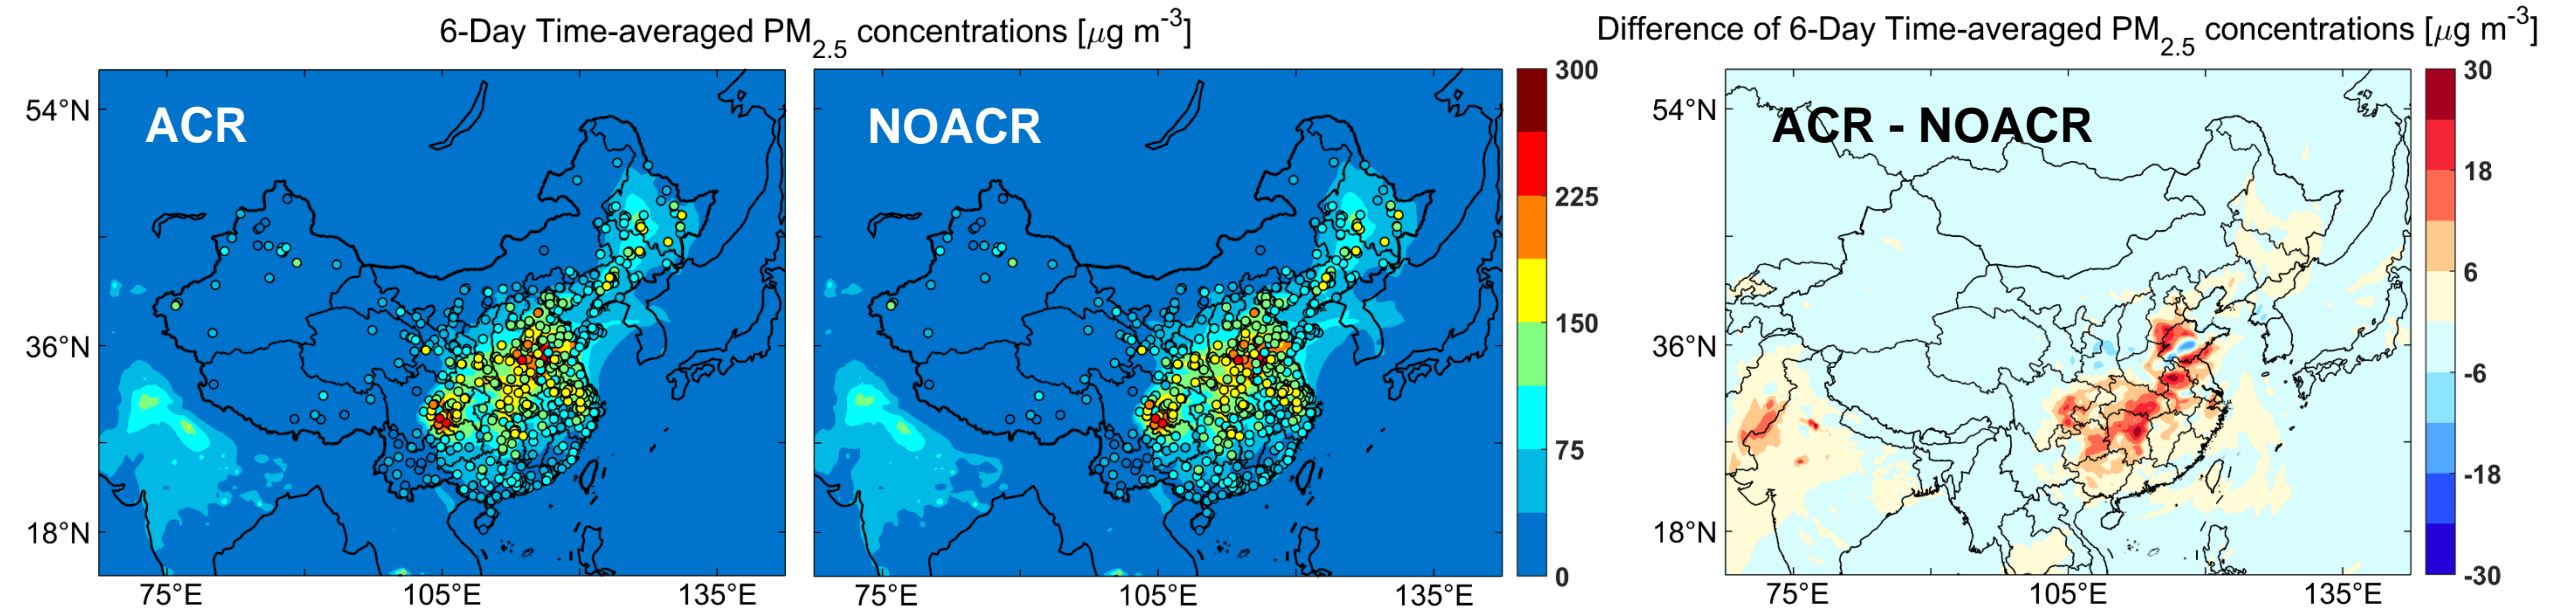 6-Day Time-averaged PM2.5 concentrations [μg m-3]
Difference of 6-Day Time-averaged PM2.5 concentrations [μg m-3]
ACR
NOACR
ACR - NOACR
54°N
36°N
18°N
75°E
105°E
135°E
75°E
105°E
135°E
300
225
150
75
0
54°N
36°N
18°N
75°E
105°E
135°E
30
18
6
-6
-18
-30